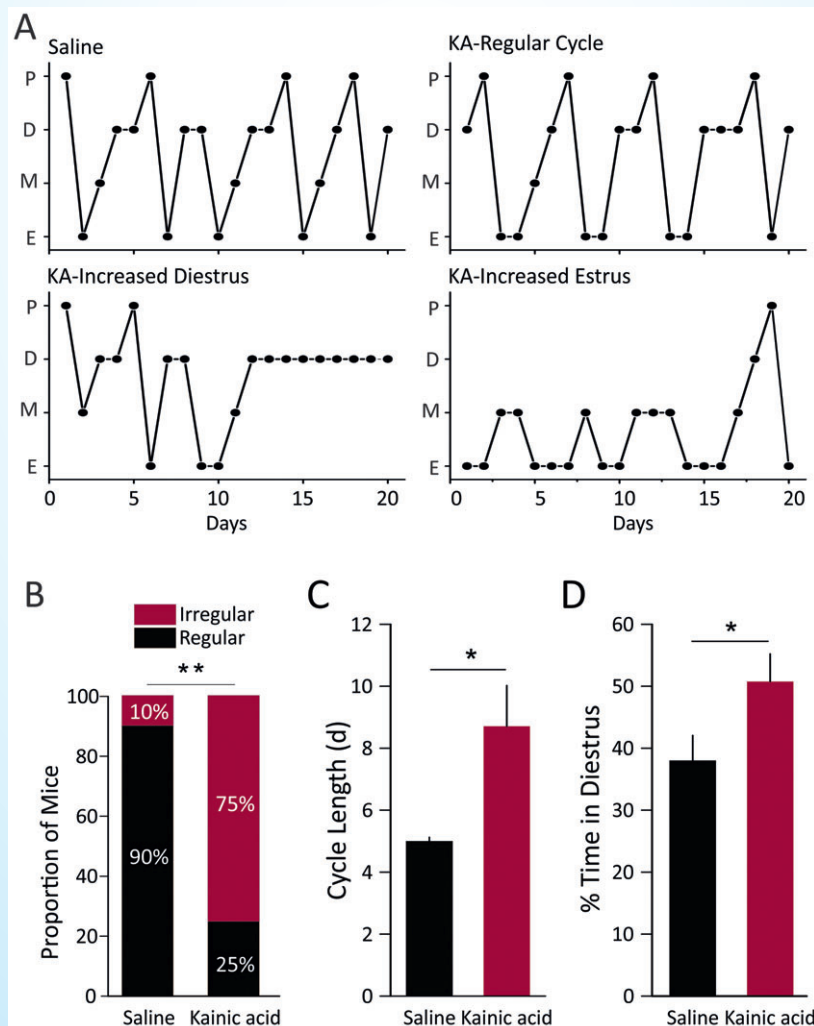 A
Saline
KA-Regular Cycle
P
D
M
E
P
D
M
E
KA-Increased Diestrus
KA-Increased Estrus
P
D
M
E
P
D
M
E
0 5 10 15 20
0 5 10 15 20
Days
Days
B
Irregular
Regular
**
100
80
60
40
20
0
Proportion of Mice
10%
90%
75%
25%
Saline Kainic acid
C
12
10
8
6
4
2
0
Cycle Length (d)
*
Saline Kainic acid
D
60
50
40
30
20
10
0
% Time in Diestrus
*
Saline Kainic acid